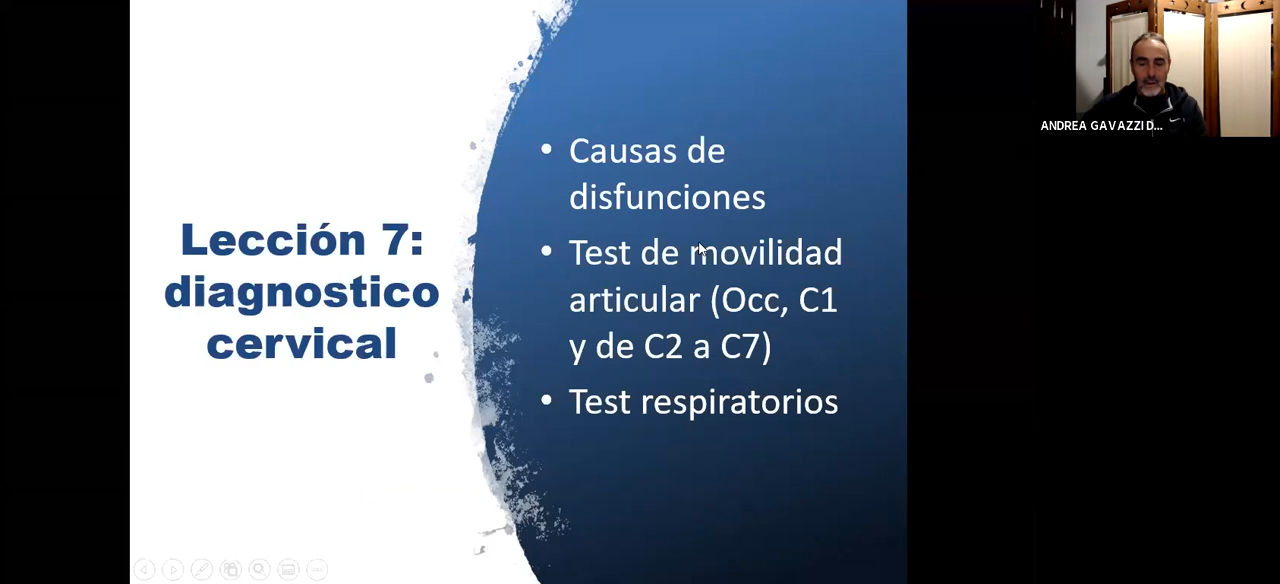 Lección 7:
diagnostico
cervical
• Causas de
disfunciones
• Test de movilidad
articular (Occ, C1
y de C2 a C7)
• Test respiratorios
ANDREA GAVAZZI D...